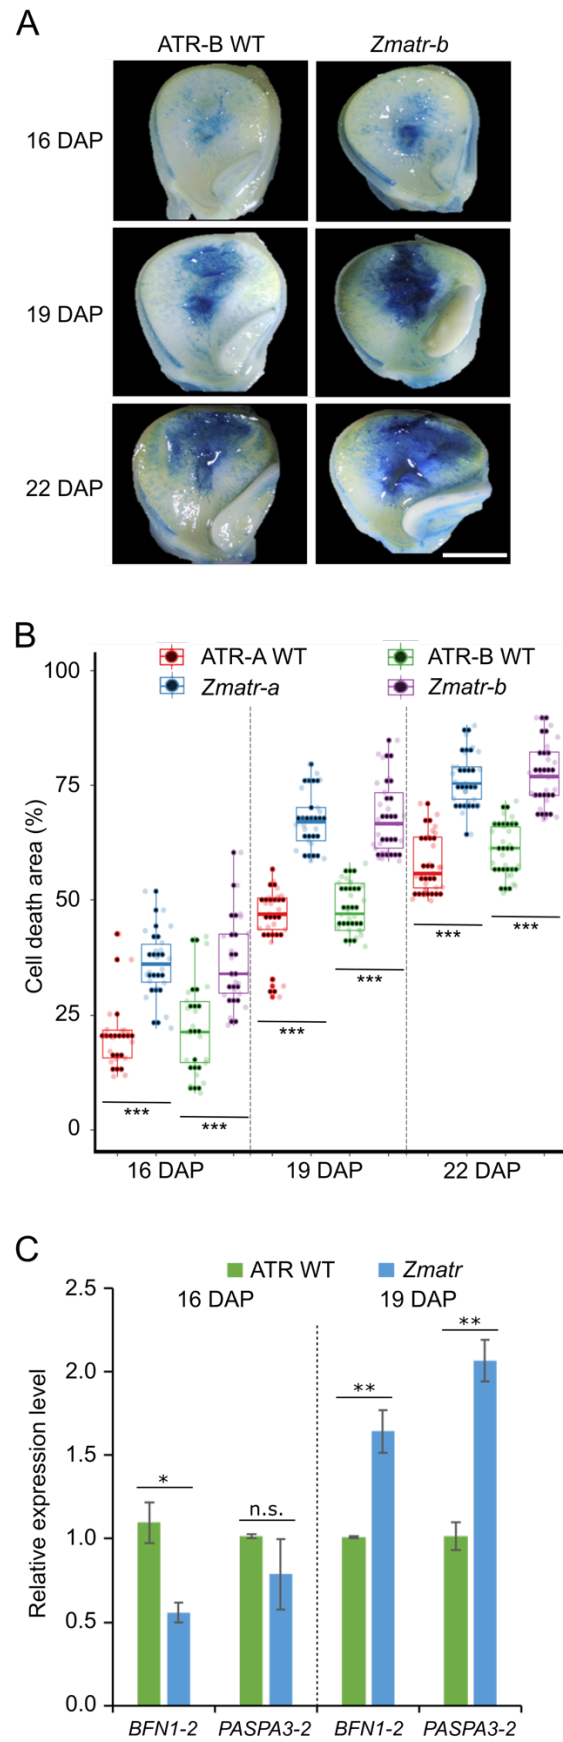 A
ATR-B WT
Zmatr-b
16 DAP
19 DAP
22 DAP
B
ATR-A WT
ATR-B WT
Zmatr-a
Zmatr-b
Cell death area (%)
100
75
50
25
0
***
***
***
***
***
***
16 DAP
19 DAP
22 DAP
C
ATR WT
Zmatr
16 DAP
19 DAP
Relative expression level
2.5
2.0
1.5
1.0
0.5
0.0
*
n.s.
**
**
BFN1-2
PASPA3-2
BFN1-2
PASPA3-2